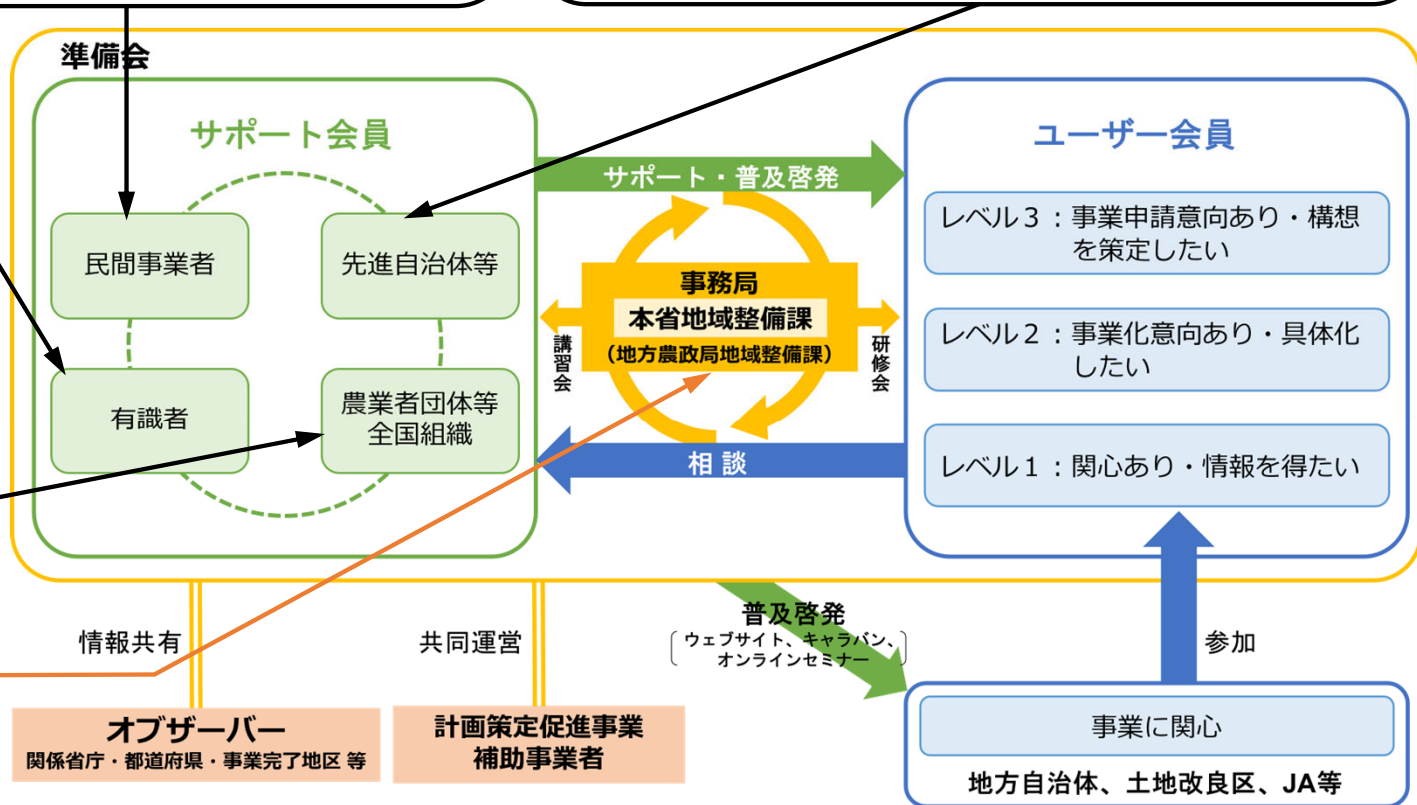 準備会
サポート会員
民間事業者
先進自治体等
有識者
農業者団体等
全国組織
サポート・普及啓発
事務局
本省地域整備課
（地方農政局地域整備課）
講習会
研修会
相談
ユーザー会員
レベル３：事業申請意向あり・構想
を策定したい
レベル２：事業化意向あり・具体化
したい
レベル１：関心あり・情報を得たい
情報共有
共同運営
普及啓発
ウェブサイト、キャラバン、
オンラインセミナー
参加
オブザーバー
関係省庁・都道府県・事業完了地区 等
計画策定促進事業
補助事業者
事業に関心
地方自治体、土地改良区、JA等